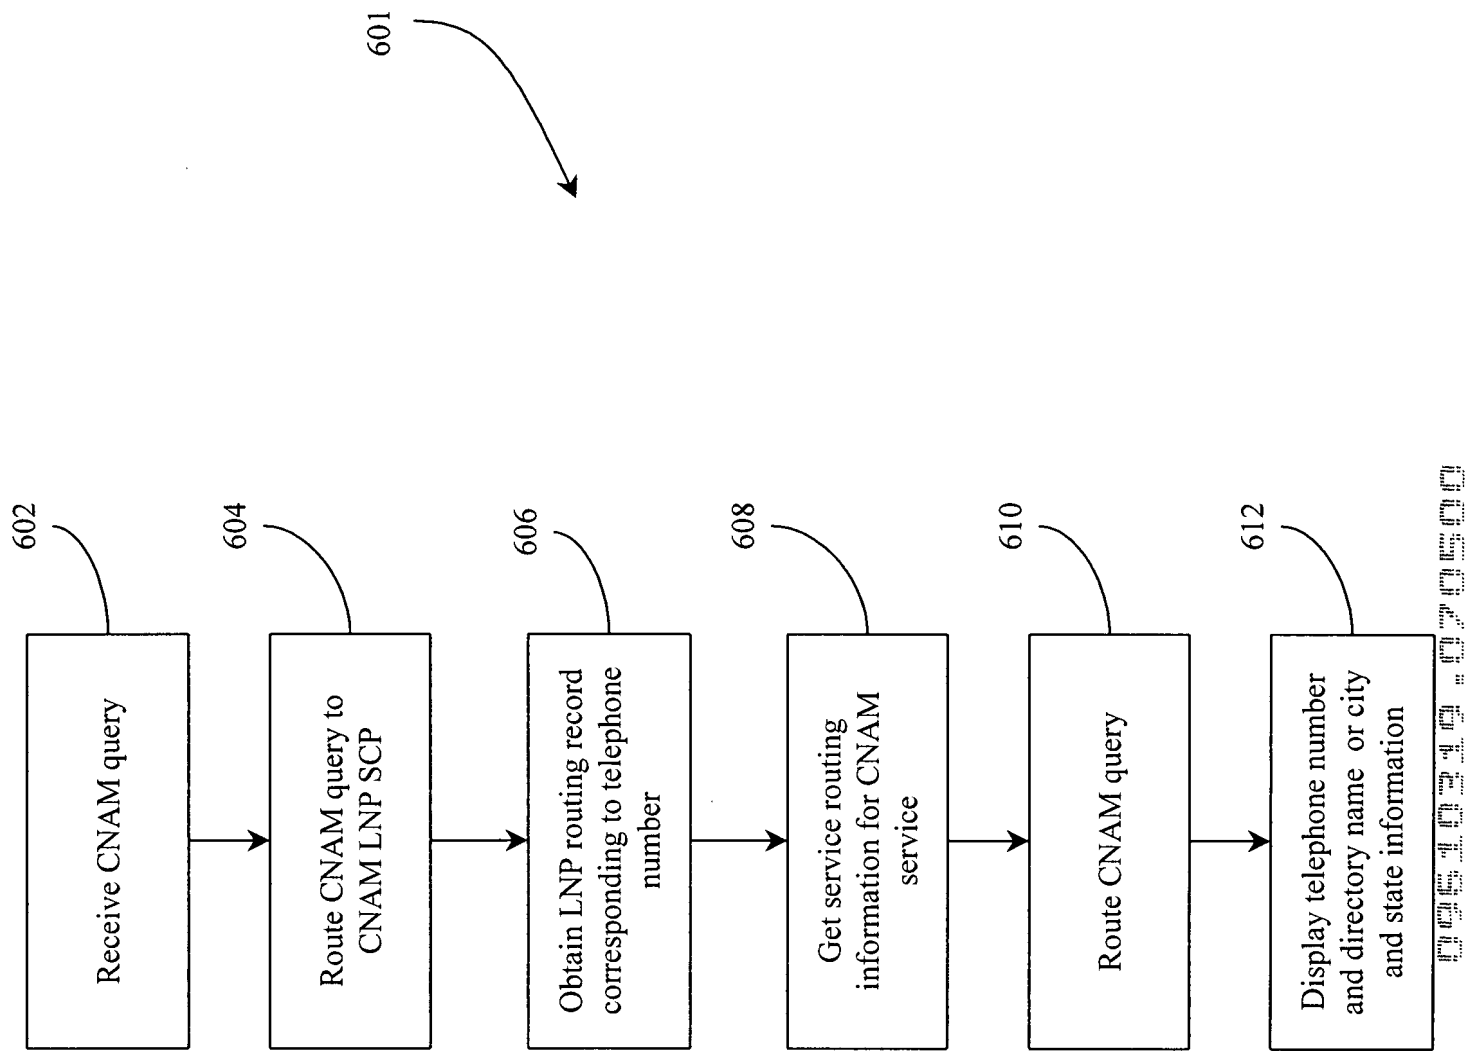 601
602
Receive CNAM query
604
Route CNAM query to
CNAM LNP SCP
606
Obtain LNP routing record
corresponding to telephone
number
608
Get service routing
information for CNAM
service
610
Route CNAM query
612
Display telephone number
and directory name or city
and state information
09610319.070500